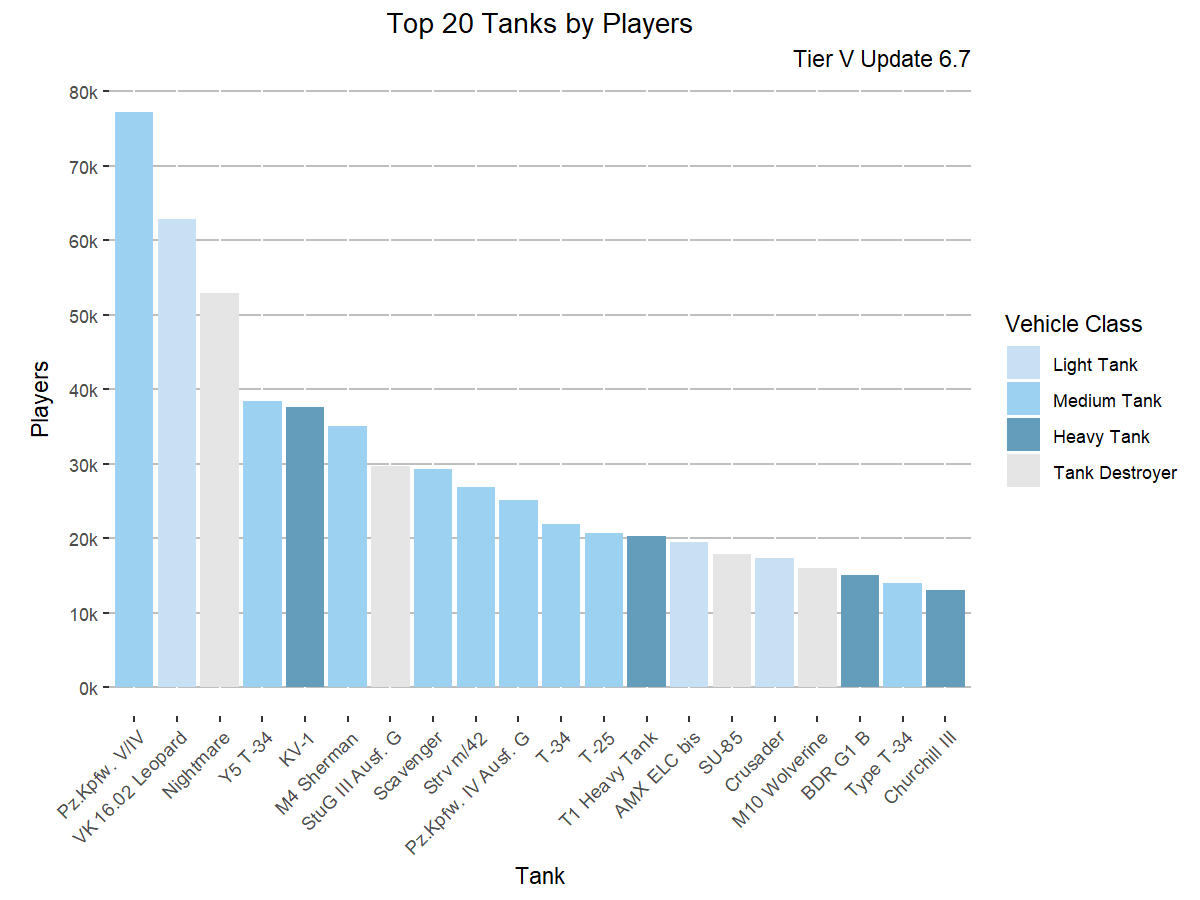 Top 20 Tanks by Players
Tier V Update 6.7
80k
70k
60k
50k
40k
30k
20k
10k
0k
Players
Pz.Kpfw. V/IV
VK 16.02 Leopard
Nightmare
Y5 T-34
KV-1
M4 Sherman
StuG III Ausf. G
Scavenger
Strv m/42
Pz.Kpfw. IV Ausf. G
T-34
T-25
T1 Heavy Tank
AMX ELC bis
SU-85
Crusader
M10 Wolverine
BDR G1 B
Type T-34
Churchill III
Tank
Vehicle Class
Light Tank
Medium Tank
Heavy Tank
Tank Destroyer